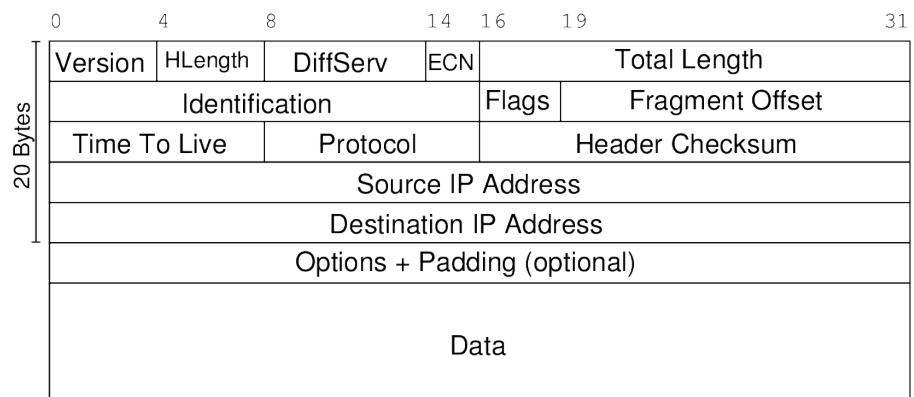 0 4 8 14 16 19 31
Version HLength DiffServ ECN Total Length
Identification Flags Fragment Offset
Time To Live Protocol Header Checksum
Source IP Address
Destination IP Address
Options + Padding (optional)
Data
20 Bytes